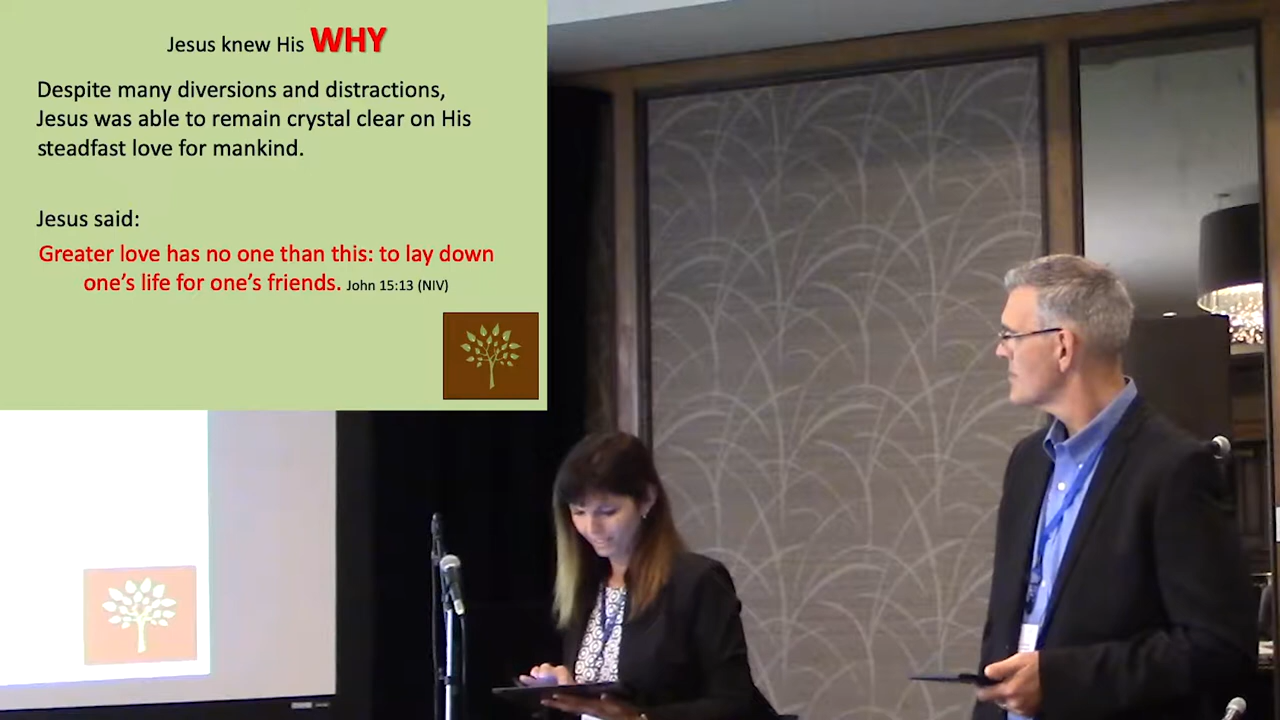 Jesus knew His WHY
Despite many diversions and distractions,
Jesus was able to remain crystal clear on His
steadfast love for mankind.
Jesus said:
Greater love has no one than this: to lay down
one's life for one's friends. John 15:13 (NIV)